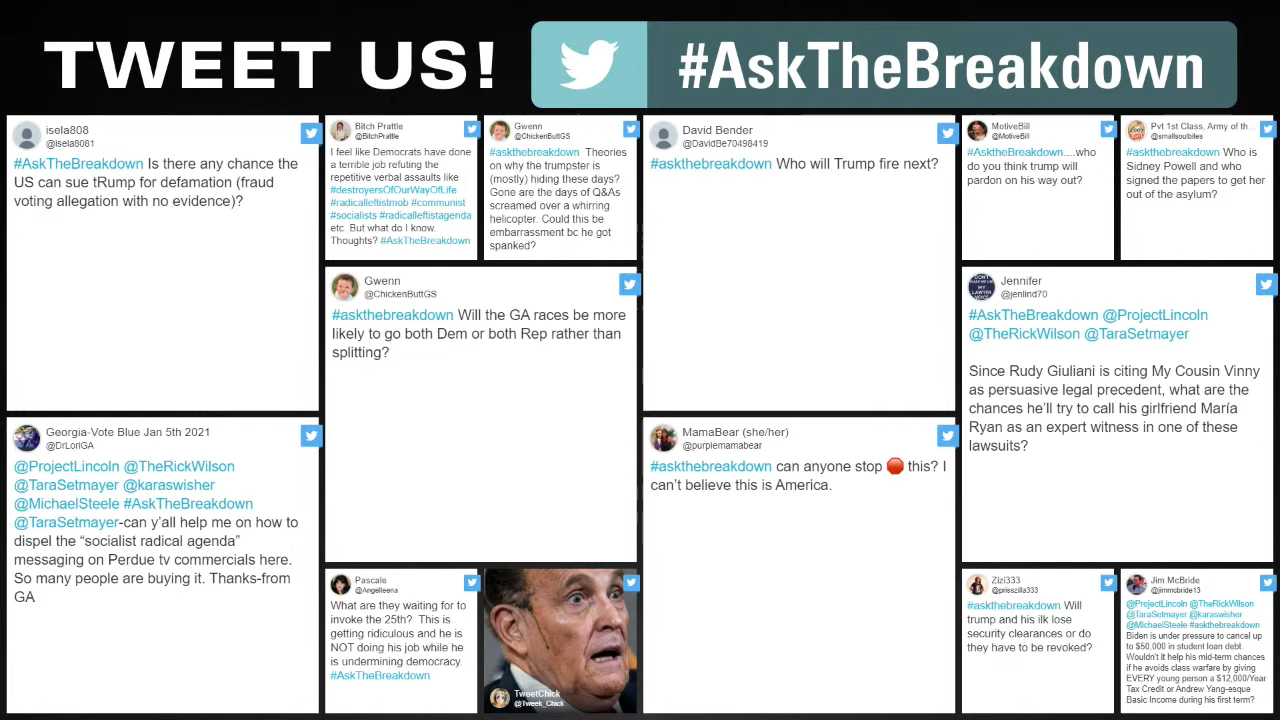 TWEET US!
#AskTheBreakdown
isela808
@isela8081
#AskTheBreakdown Is there any chance the
US can sue tRump for defamation (fraud
voting allegation with no evidence)?
Bitch Prattle
@BitchPrattle
I feel like Democrats have done
a terrible job refuting the
repetitive verbal assaults like
#destroyersOfOurWayOfLife
#radicalleftistmob #communist
#socialists #radicalleftistagenda
etc. But what do I know.
Thoughts? #AskTheBreakdown
Gwenn
@ChickenButtGS
#askthebreakdown Theories
on why the trumpster is
(mostly) hiding these days?
Gone are the days of Q&As
screamed over a whirring
helicopter. Could this be
embarrassment bc he got
spanked?
David Bender
@DavidBe70498419
#askthebreakdown Who will Trump fire next?
MotiveBill
@MotiveBill
#AsktheBreakdown....who
do you think trump will
pardon on his way out?
Pvt 1st Class, Army of th...
@smallsoulbites
#askthebreakdown Who is
Sidney Powell and who
signed the papers to get her
out of the asylum?
Gwenn
@ChickenButtGS
#askthebreakdown Will the GA races be more
likely to go both Dem or both Rep rather than
splitting?
Jennifer
@jenlind70
#AskTheBreakdown @ProjectLincoln
@TheRickWilson @TaraSetmayer
Since Rudy Giuliani is citing My Cousin Vinny
as persuasive legal precedent, what are the
chances he'll try to call his girlfriend María
Ryan as an expert witness in one of these
lawsuits?
Georgia-Vote Blue Jan 5th 2021
@DrLoriGA
@ProjectLincoln @TheRickWilson
@TaraSetmayer @karaswisher
@MichaelSteele #AskTheBreakdown
@TaraSetmayer-can y'all help me on how to
dispel the “socialist radical agenda”
messaging on Perdue tv commercials here.
So many people are buying it. Thanks-from
GA
MamaBear (she/her)
@purplemamabear
#askthebreakdown can anyone stop 🛑 this? I
can't believe this is America.
Pascale
@Angelleena
What are they waiting for to
invoke the 25th? This is
getting ridiculous and he is
NOT doing his job while he
is undermining democracy.
#AskTheBreakdown
TweetChick
@Tweek_Chick
Zizi333
@prisszilla333
#askthebreakdown Will
trump and his ilk lose
security clearances or do
they have to be revoked?
Jim McBride
@jimmcbride13
@ProjectLincoln @TheRickWilson
@TaraSetmayer @karaswisher
@MichaelSteele #askthebreakdown
Biden is under pressure to cancel up
to $50,000 in student loan debt.
Wouldn't it help his mid-term chances
if he avoids class warfare by giving
EVERY young person a $12,000/Year
Tax Credit or Andrew Yang-esque
Basic Income during his first term?